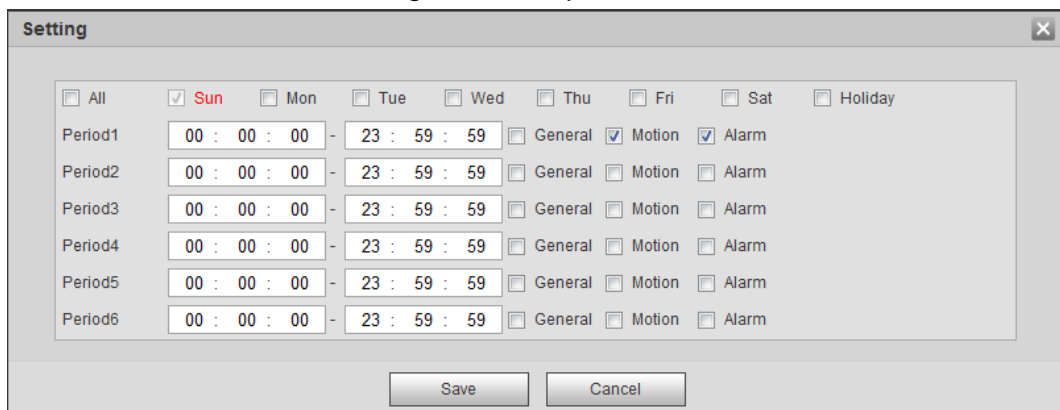 Setting
All Sun Mon Tue Wed Thu Fri Sat Holiday
Period1 00 : 00 : 00 - 23 : 59 : 59 General Motion Alarm
Period2 00 : 00 : 00 - 23 : 59 : 59 General Motion Alarm
Period3 00 : 00 : 00 - 23 : 59 : 59 General Motion Alarm
Period4 00 : 00 : 00 - 23 : 59 : 59 General Motion Alarm
Period5 00 : 00 : 00 - 23 : 59 : 59 General Motion Alarm
Period6 00 : 00 : 00 - 23 : 59 : 59 General Motion Alarm
Save Cancel